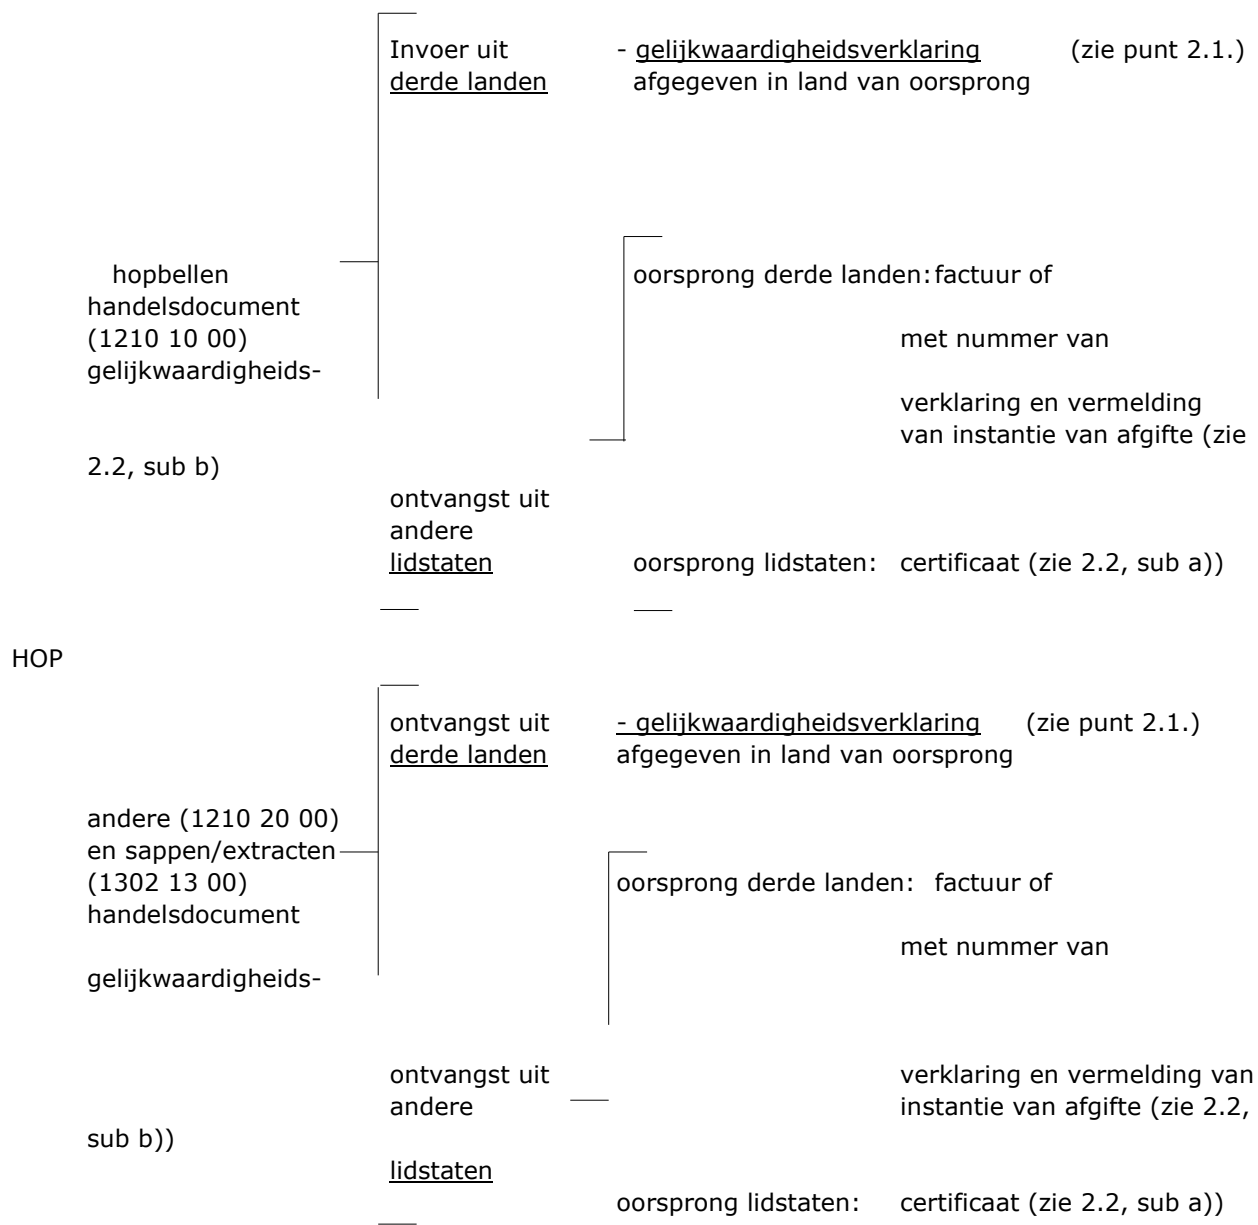 Invoer uit - gelijkwaardigheidsverklaring (zie punt 2.1.)
derde landen afgegeven in land van oorsprong
hopbellen oorsprong derde landen: factuur of
handelsdocument
(1210 10 00) met nummer van
gelijkwaardigheids-
verklaring en vermelding
van instantie van afgifte (zie
2.2, sub b)
ontvangst uit
andere
lidstaten oorsprong lidstaten: certificaat (zie 2.2, sub a))
HOP
ontvangst uit - gelijkwaardigheidsverklaring (zie punt 2.1.)
derde landen afgegeven in land van oorsprong
andere (1210 20 00)
en sappen/extracten
(1302 13 00) oorsprong derde landen: factuur of
handelsdocument
met nummer van
gelijkwaardigheids-
ontvangst uit verklaring en vermelding van
andere instantie van afgifte (zie 2.2,
sub b))
lidstaten
oorsprong lidstaten: certificaat (zie 2.2, sub a))